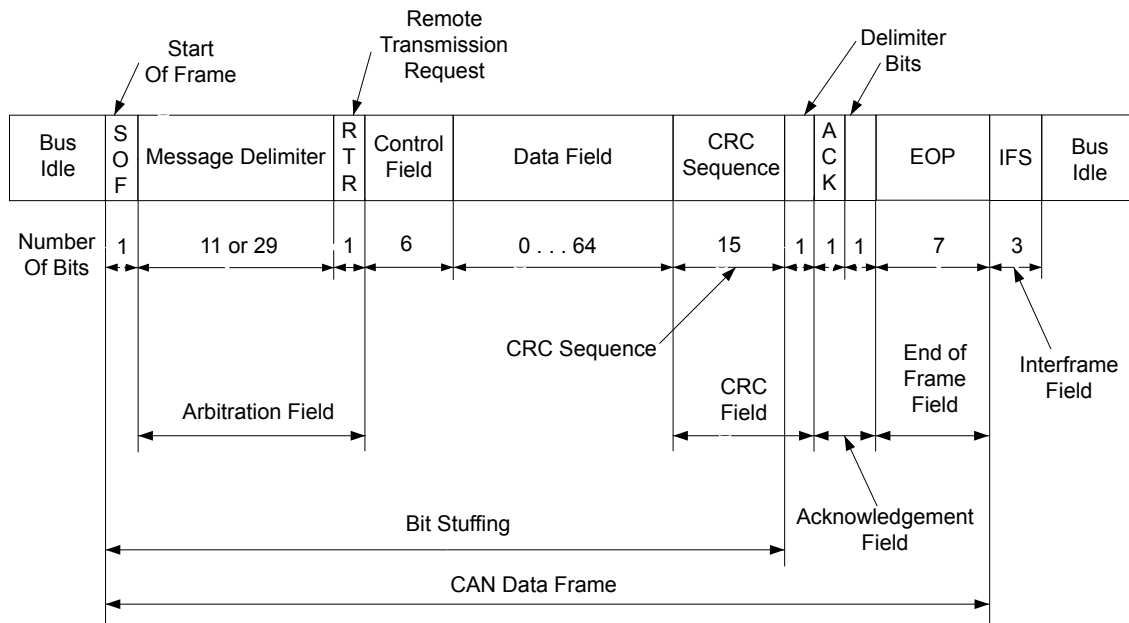 Start
Of Frame
Remote
Transmission
Request
Delimiter
Bits
Bus
Idle
S
O
F
Message Delimiter
R
T
R
Control
Field
Data Field
CRC
Sequence
A
C
K
EOP
IFS
Bus
Idle
Number
Of Bits
1
11 or 29
1
6
0 . . . 64
15
1
1
1
7
3
CRC Sequence
End of
Frame
Field
Interframe
Field
Arbitration Field
CRC
Field
Bit Stuffing
Acknowledgement
Field
CAN Data Frame